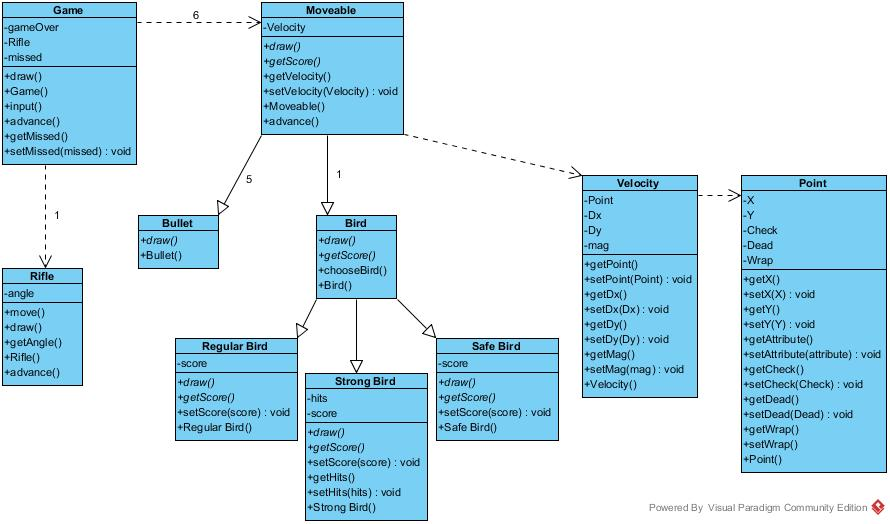 Game
-gameOver
-Rifle
-missed
+draw()
+Game()
+input()
+advance()
+getMissed()
+setMissed(missed) : void
6
Moveable
-Velocity
+draw()
+getScore()
+getVelocity()
+setVelocity(Velocity) : void
+Moveable()
+advance()
1
5
1
Rifle
-angle
+move()
+draw()
+getAngle()
+Rifle()
+advance()
Bullet
+draw()
+Bullet()
Bird
+draw()
+getScore()
+chooseBird()
+Bird()
Velocity
-Point
-Dx
-Dy
-mag
+getPoint()
+setPoint(Point) : void
+getDx()
+setDx(Dx) : void
+getDy()
+setDy(Dy) : void
+getMag()
+setMag(mag) : void
+Velocity()
Point
-X
-Y
-Check
-Dead
-Wrap
+getX()
+setX(X) : void
+getY()
+setY(Y) : void
+getAttribute()
+setAttribute(attribute) : void
+getCheck()
+setCheck(Check) : void
+getDead()
+setDead(Dead) : void
+getWrap()
+setWrap()
+Point()
Regular Bird
-score
+draw()
+getScore()
+setScore(score) : void
+Regular Bird()
Strong Bird
-hits
-score
+draw()
+getScore()
+setScore(score) : void
+getHits()
+setHits(hits) : void
+Strong Bird()
Safe Bird
-score
+draw()
+getScore()
+setScore(score) : void
+Safe Bird()
Powered By Visual Paradigm Community Edition